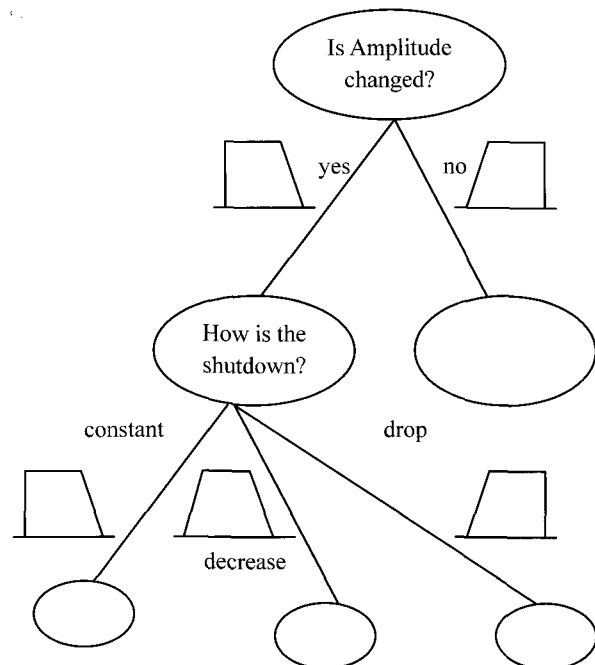 Is Amplitude
changed?
yes
no
How is the
shutdown?
constant
drop
decrease